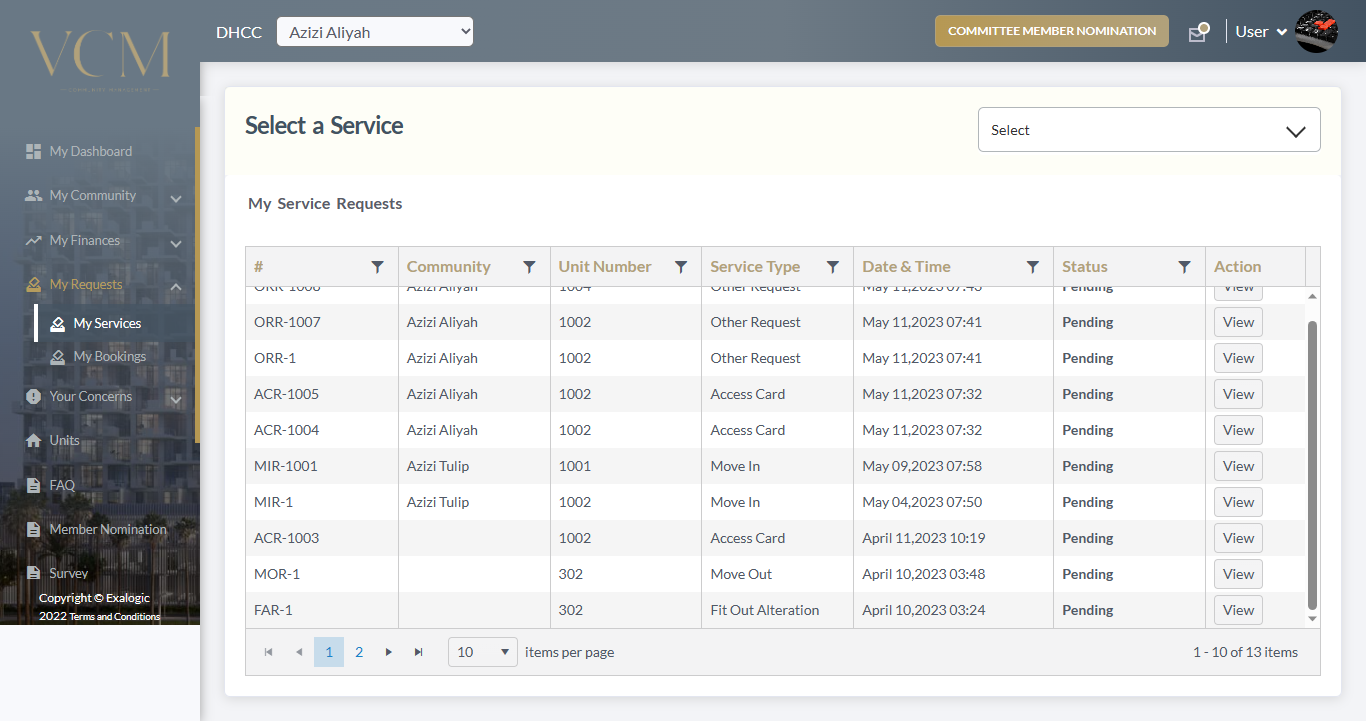 VCM
DHCC Azizi Aliyah
COMMITTEE MEMBER NOMINATION
User
My Dashboard
My Community
My Finances
My Requests
My Services
My Bookings
Your Concerns
Units
FAQ
Member Nomination
Survey
Copyright © Exalogic
2022 Terms and Conditions
Select a Service
Select
My Service Requests
# Community Unit Number Service Type Date & Time Status Action
ORR-1008 Azizi Aliyah 1004 Other Request May 11,2023 07:43 Pending View
ORR-1007 Azizi Aliyah 1002 Other Request May 11,2023 07:41 Pending View
ORR-1 Azizi Aliyah 1002 Other Request May 11,2023 07:41 Pending View
ACR-1005 Azizi Aliyah 1002 Access Card May 11,2023 07:32 Pending View
ACR-1004 Azizi Aliyah 1002 Access Card May 11,2023 07:32 Pending View
MIR-1001 Azizi Tulip 1001 Move In May 09,2023 07:58 Pending View
MIR-1 Azizi Tulip 1002 Move In May 04,2023 07:50 Pending View
ACR-1003 1002 Access Card April 11,2023 10:19 Pending View
MOR-1 302 Move Out April 10,2023 03:48 Pending View
FAR-1 302 Fit Out Alteration April 10,2023 03:24 Pending View
1 2 10 items per page 1 - 10 of 13 items